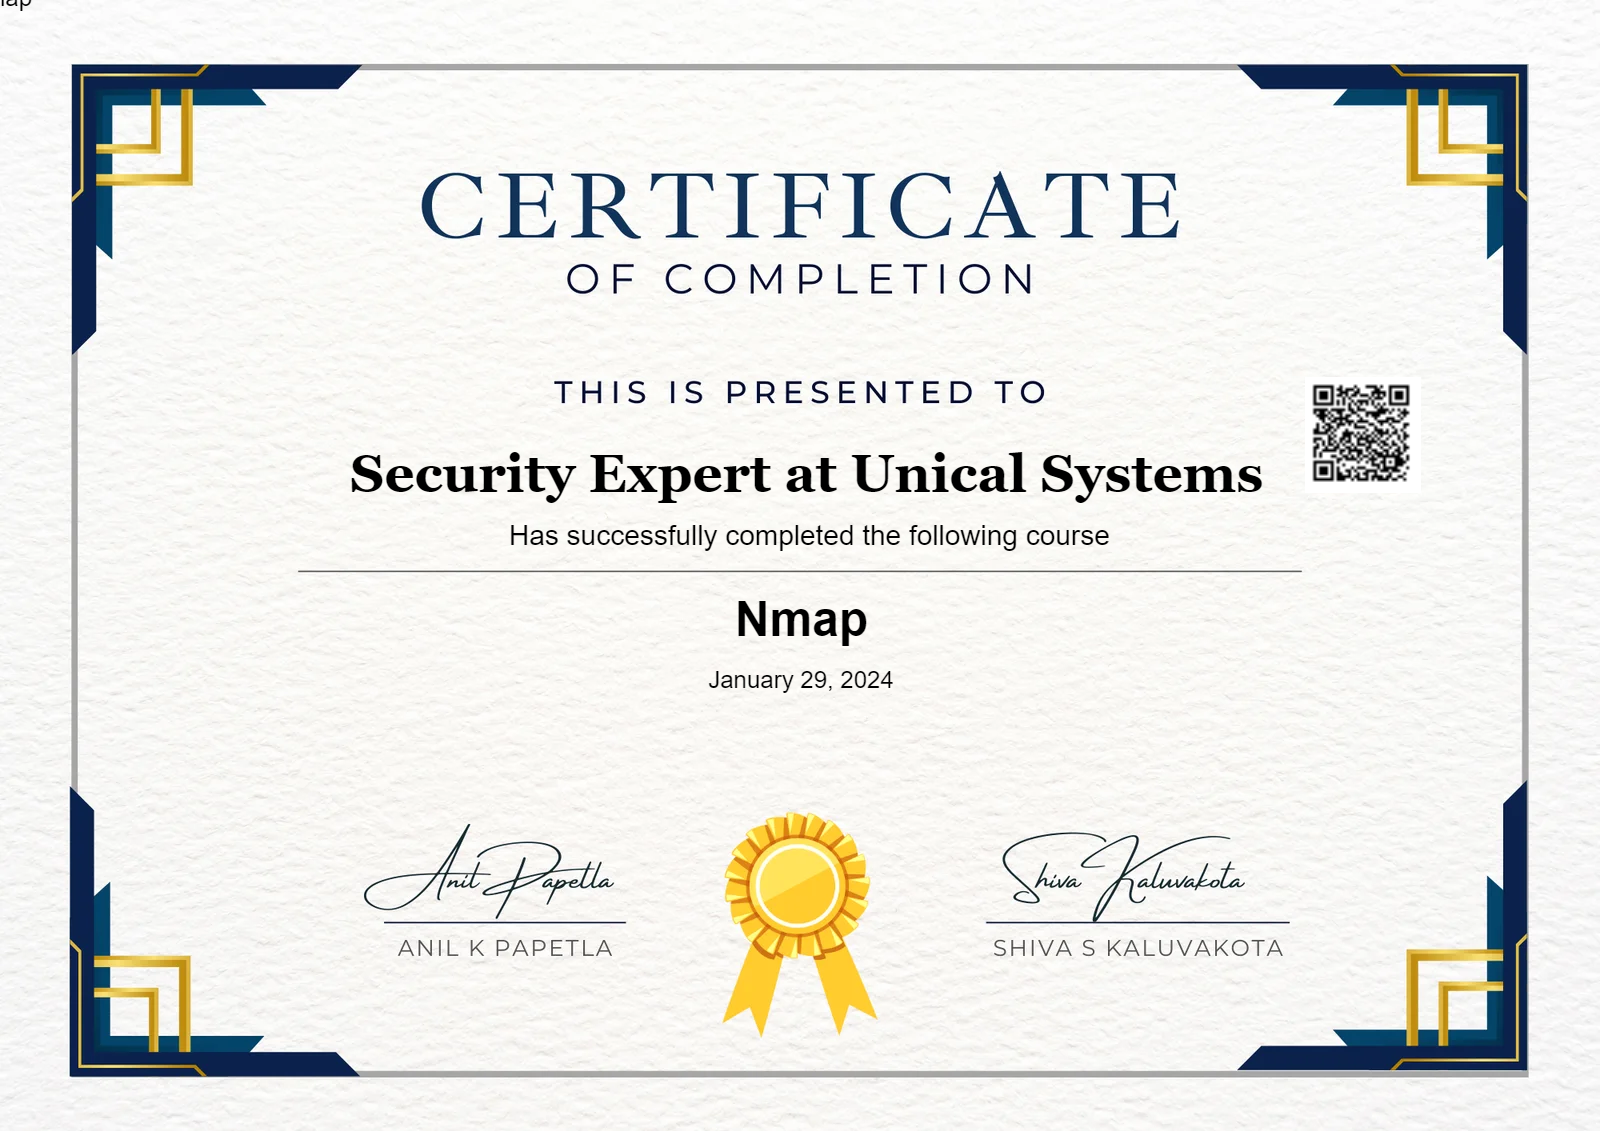 CERTIFICATE
OF COMPLETION
THIS IS PRESENTED TO
Security Expert at Unical Systems
Has successfully completed the following course
Nmap
January 29, 2024
Anil Papetla
ANIL K PAPETLA
Shiva Kaluvakota
SHIVA S KALUVAKOTA